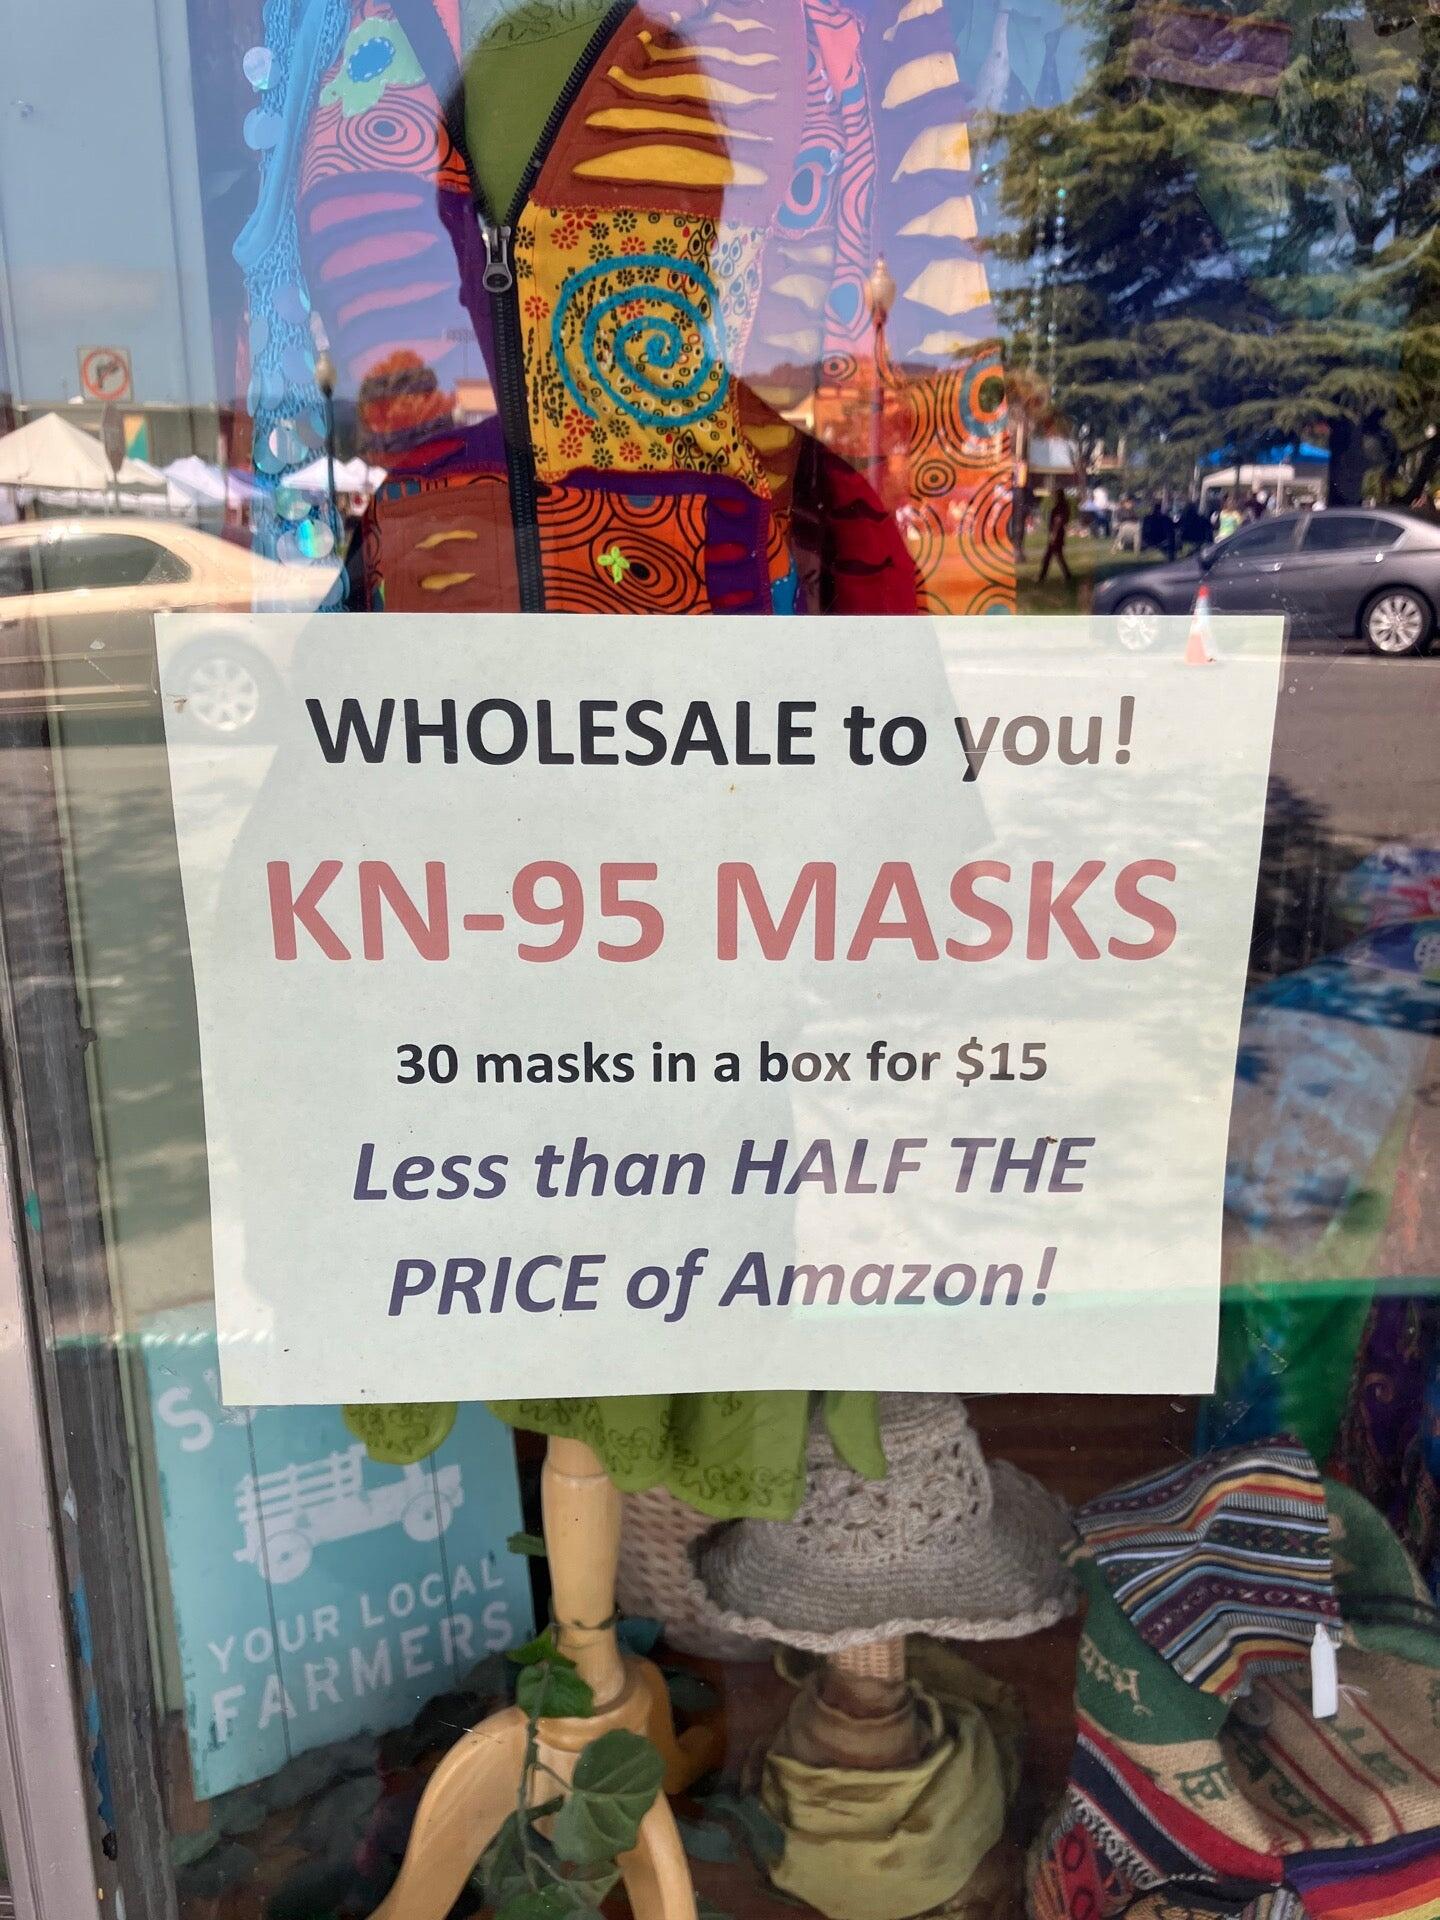 WHOLESALE to you!
KN-95 MASKS
30 masks in a box for $15
Less than HALF THE
PRICE of Amazon!
YOUR LOCAL
FARMERS